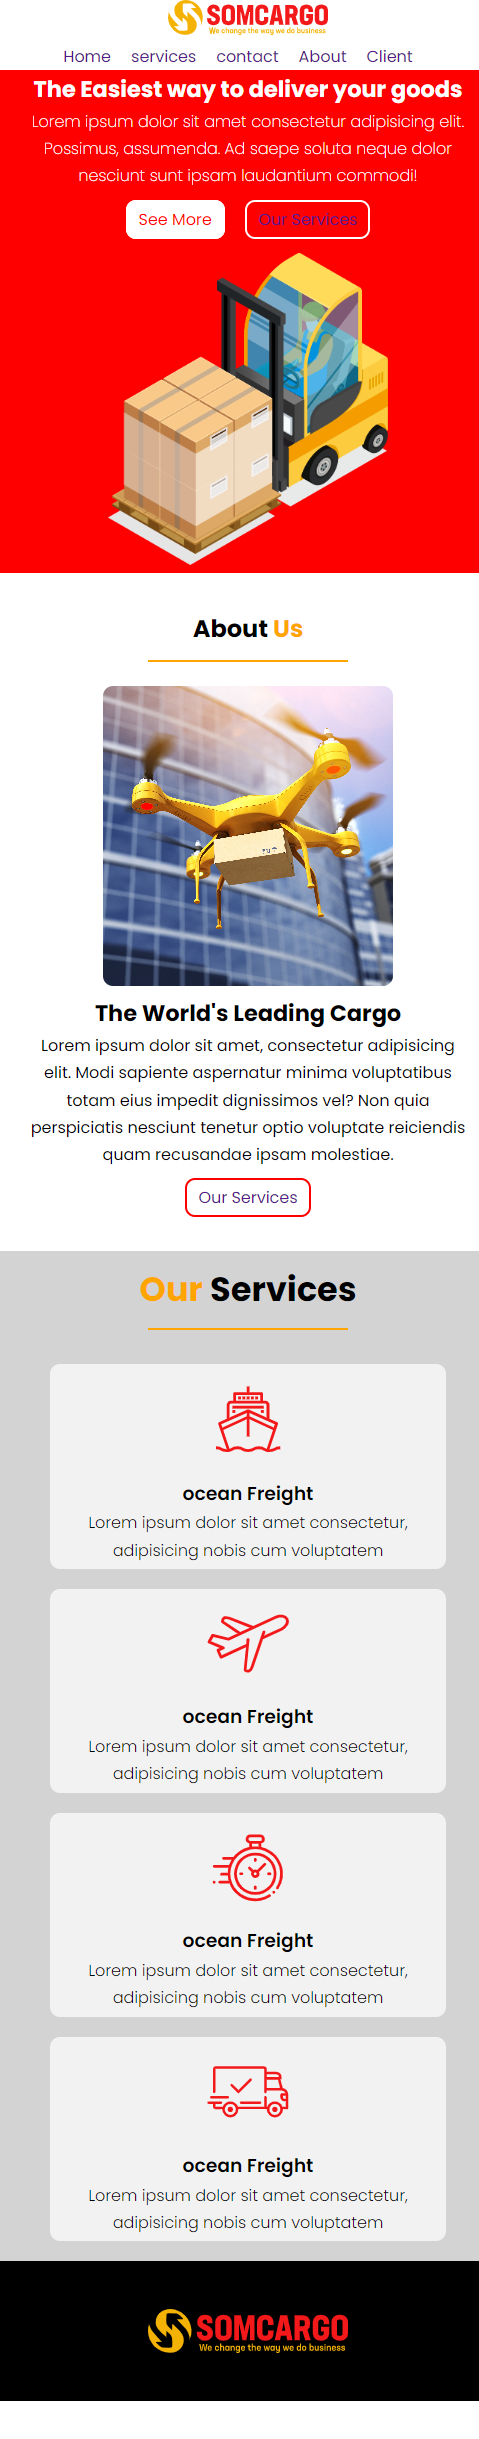 SOMCARGO
We change the way we do business
Home services contact About Client
The Easiest way to deliver your goods
Lorem ipsum dolor sit amet consectetur adipisicing elit.
Possimus, assumenda. Ad saepe soluta neque dolor
nesciunt sunt ipsam laudantium commodi!
See More Our Services
About Us
The World's Leading Cargo
Lorem ipsum dolor sit amet, consectetur adipisicing
elit. Modi sapiente aspernatur minima voluptatibus
totam eius impedit dignissimos vel? Non quia
perspiciatis nesciunt tenetur optio voluptate reiciendis
quam recusandae ipsam molestiae.
Our Services
Our Services
ocean Freight
Lorem ipsum dolor sit amet consectetur,
adipisicing nobis cum voluptatem
ocean Freight
Lorem ipsum dolor sit amet consectetur,
adipisicing nobis cum voluptatem
ocean Freight
Lorem ipsum dolor sit amet consectetur,
adipisicing nobis cum voluptatem
ocean Freight
Lorem ipsum dolor sit amet consectetur,
adipisicing nobis cum voluptatem
SOMCARGO
We change the way we do business